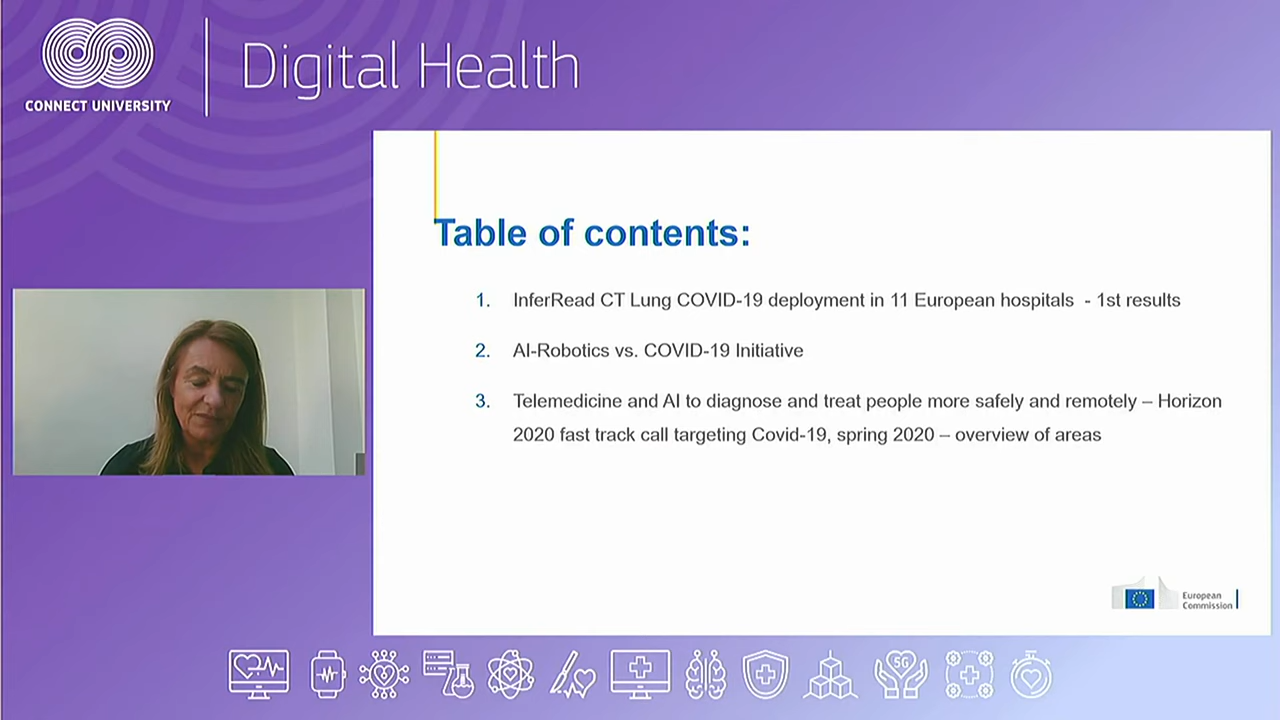 CONNECT UNIVERSITY
Digital Health
Table of contents:
1. InferRead CT Lung COVID-19 deployment in 11 European hospitals - 1st results
2. AI-Robotics vs. COVID-19 Initiative
3. Telemedicine and AI to diagnose and treat people more safely and remotely – Horizon
2020 fast track call targeting Covid-19, spring 2020 – overview of areas
European
Commission
5G